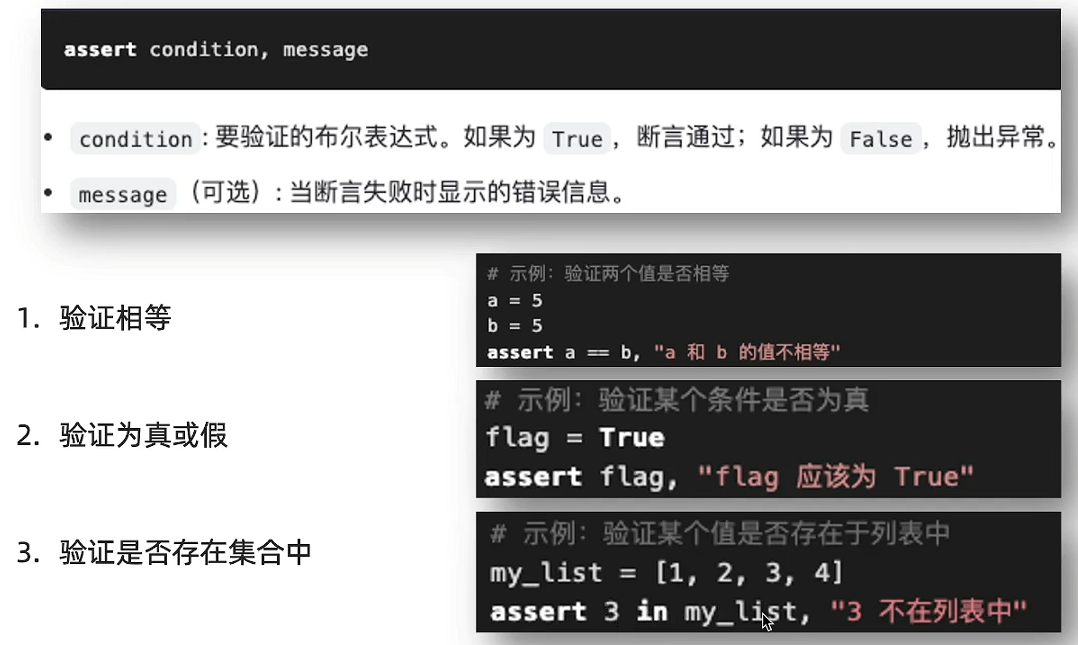 assert condition, message
• condition: 要验证的布尔表达式。如果为 True，断言通过；如果为 False，抛出异常。
• message（可选）: 当断言失败时显示的错误信息。
1. 验证相等
# 示例：验证两个值是否相等
a = 5
b = 5
assert a == b, "a 和 b 的值不相等"
2. 验证为真或假
# 示例：验证某个条件是否为真
flag = True
assert flag, "flag 应该为 True"
3. 验证是否存在集合中
# 示例：验证某个值是否存在于列表中
my_list = [1, 2, 3, 4]
assert 3 in my_list, "3 不在列表中"